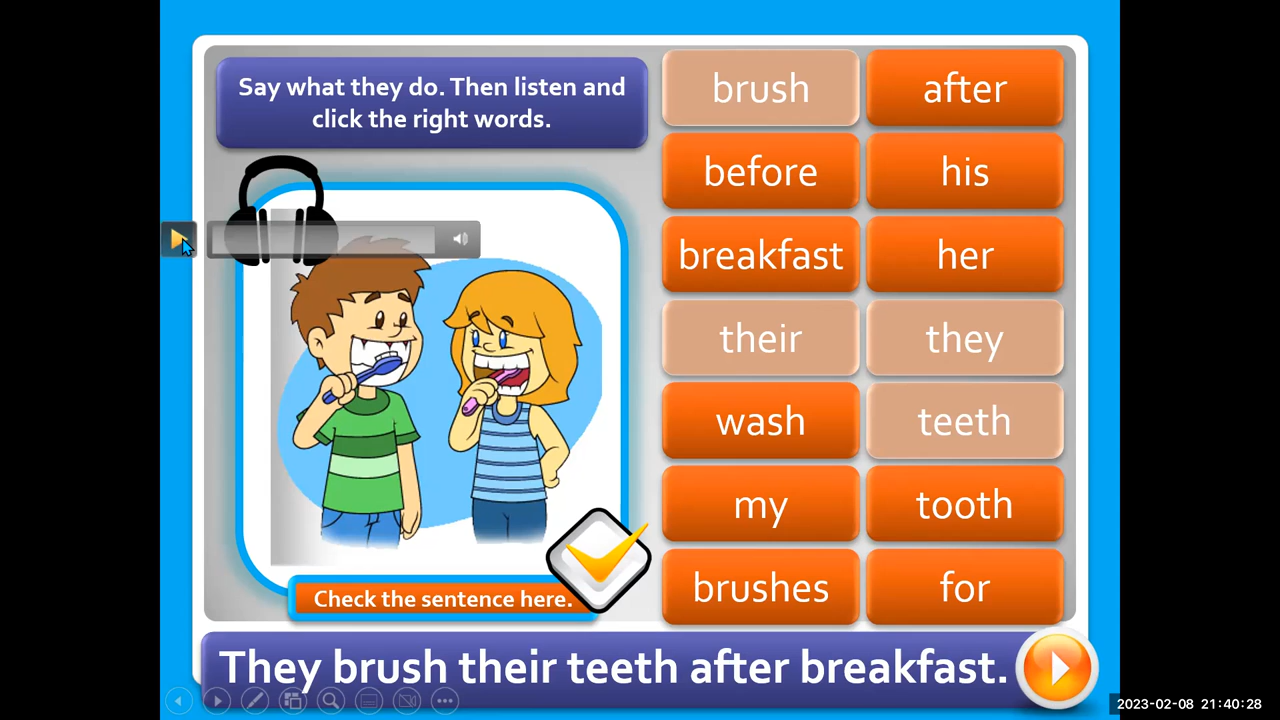 Say what they do. Then listen and
click the right words.
brush
after
before
his
breakfast
her
their
they
wash
teeth
my
tooth
brushes
for
Check the sentence here.
They brush their teeth after breakfast.
2023-02-08 21:40:28